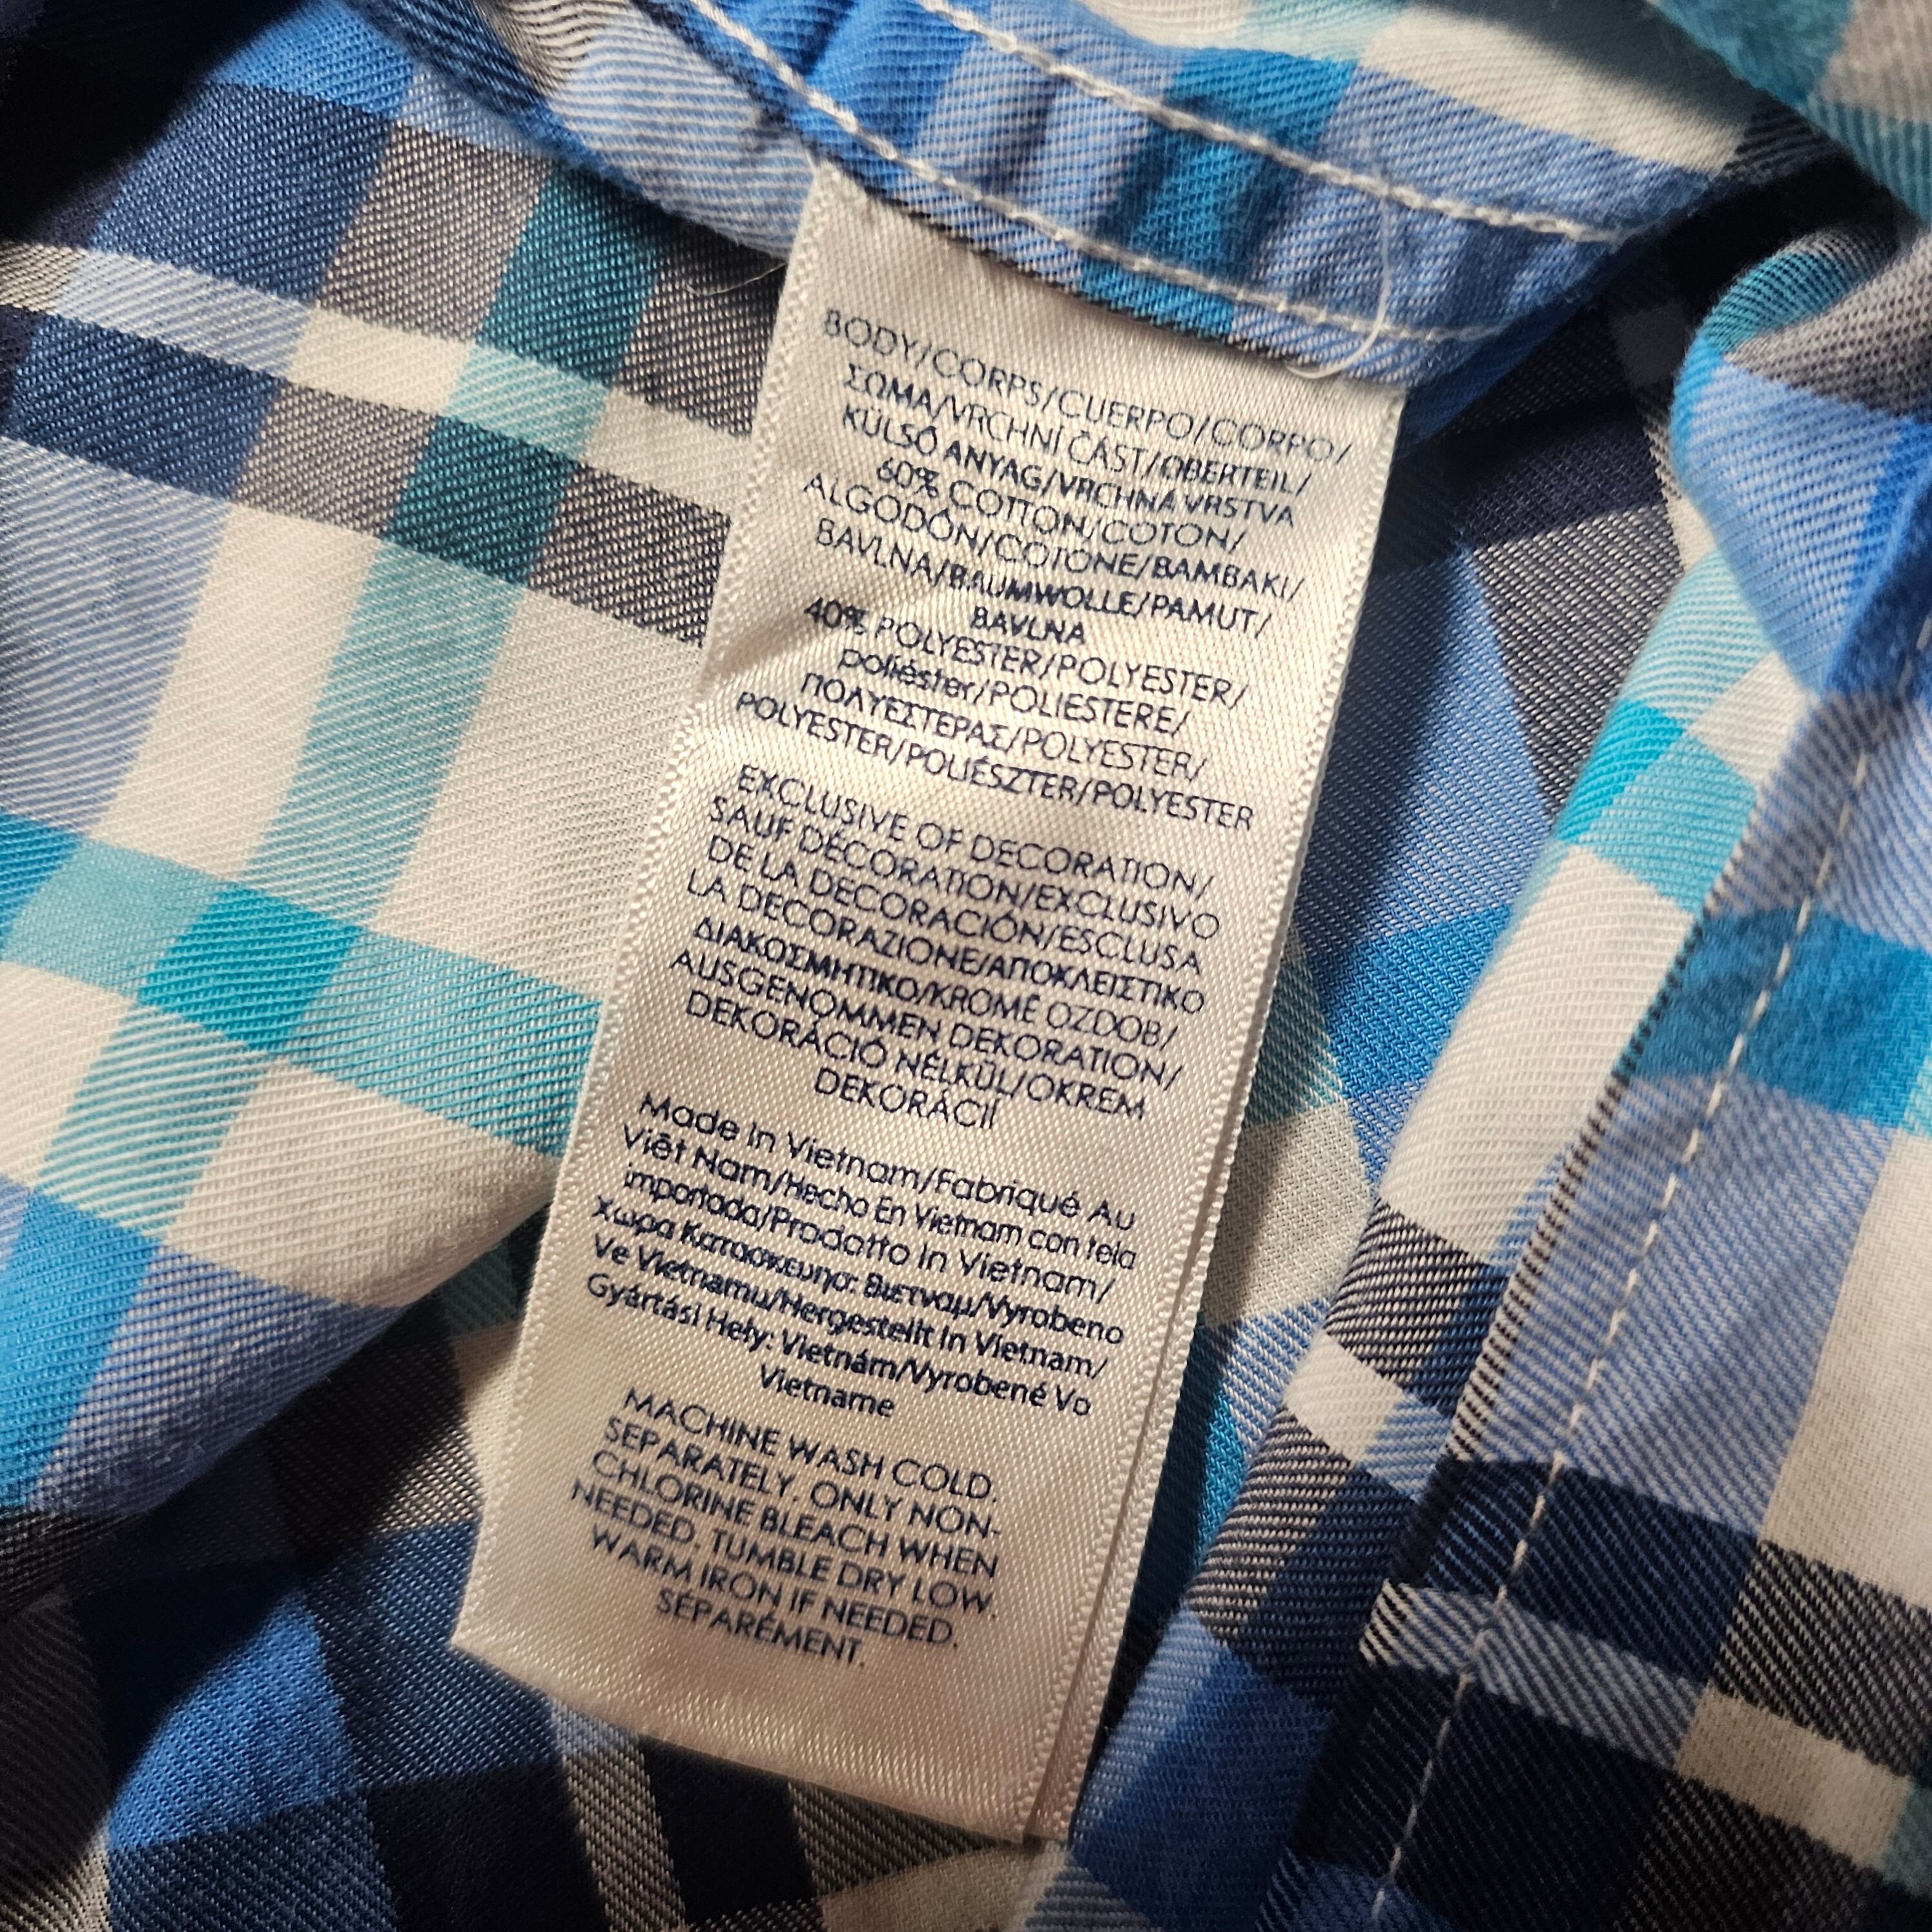 BODY/CORPS/CUERPO/CORPO/
ΣΩΜΑ/VRCHNÍ ČÁST/OBERTEIL/
KÜLSŐ ANYAG/VRCHNÁ VRSTVA
60% COTTON/COTON/
ALGODÓN/COTONE/BAMBAKI/
BAVLNA/BAUMWOLLE/PAMUT/
BAVLNA
40% POLYESTER/POLYESTER/
poliéster/POLIESTERE/
ΠΟΛΥΕΣΤΕΡΑΣ/POLYESTER/
POLYESTER/POLIÉSZTER/POLYESTER
EXCLUSIVE OF DECORATION/
SAUF DÉCORATION/EXCLUSIVO
DE LA DECORACIÓN/ESCLUSA
LA DECORAZIONE/ΑΠΟΚΛΕΙΣΤΙΚΟ
ΔΙΑΚΟΣΜΗΤΙΚΟ/KROMĚ OZDOB/
AUSGENOMMEN DEKORATION/
DEKORÁCIÓ NÉLKÜL/OKREM
DEKORÁCIÍ
Made In Vietnam/Fabriqué Au
Viêt Nam/Hecho En Vietnam con tela
importada/Prodotto In Vietnam/
Χωρα Κατασκευης: Βιετναμ/Vyrobeno
Ve Vietnamu/Hergestellt In Vietnam/
Gyártási Hely: Vietnám/Vyrobené Vo
Vietname
MACHINE WASH COLD.
SEPARATELY. ONLY NON-
CHLORINE BLEACH WHEN
NEEDED. TUMBLE DRY LOW.
WARM IRON IF NEEDED.
SÉPARÉMENT.